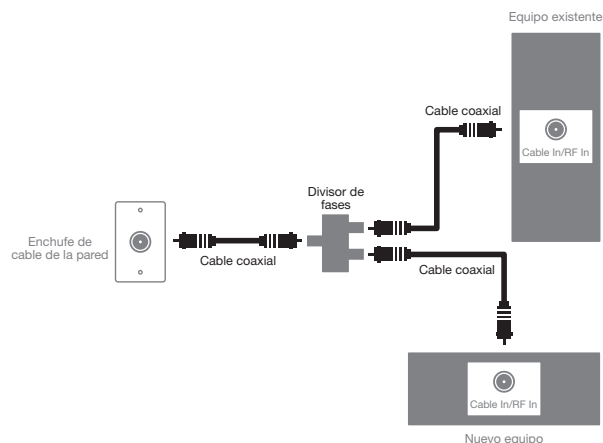 Equipo existente
Cable coaxial
Cable In/RF In
Divisor de
fases
Enchufe de
cable de la pared
Cable coaxial
Cable coaxial
Cable In/RF In
Nuevo equipo